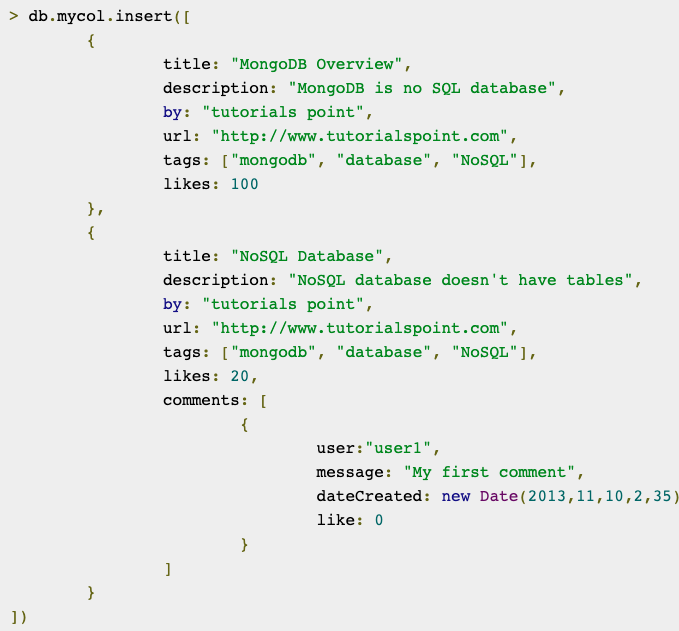 > db.mycol.insert([
{
title: "MongoDB Overview",
description: "MongoDB is no SQL database",
by: "tutorials point",
url: "http://www.tutorialspoint.com",
tags: ["mongodb", "database", "NoSQL"],
likes: 100
},
{
title: "NoSQL Database",
description: "NoSQL database doesn't have tables",
by: "tutorials point",
url: "http://www.tutorialspoint.com",
tags: ["mongodb", "database", "NoSQL"],
likes: 20,
comments: [
{
user:"user1",
message: "My first comment",
dateCreated: new Date(2013,11,10,2,35)
like: 0
}
]
}
])